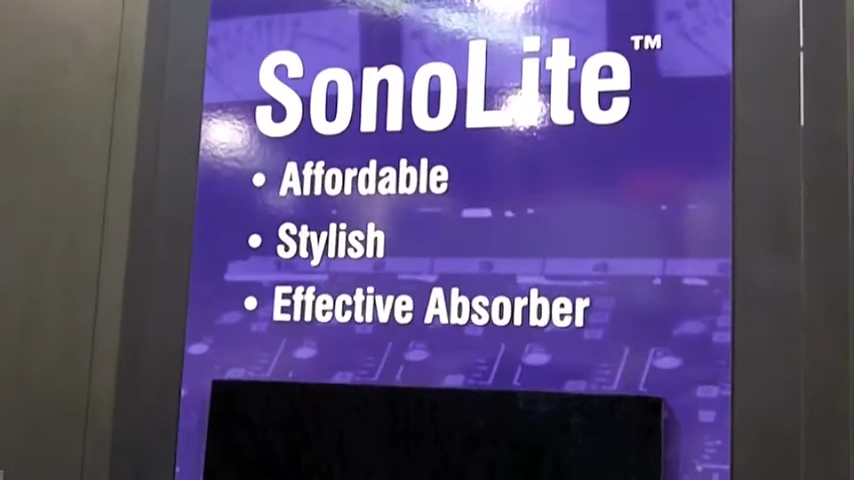 SonoLite™
• Affordable
• Stylish
• Effective Absorber